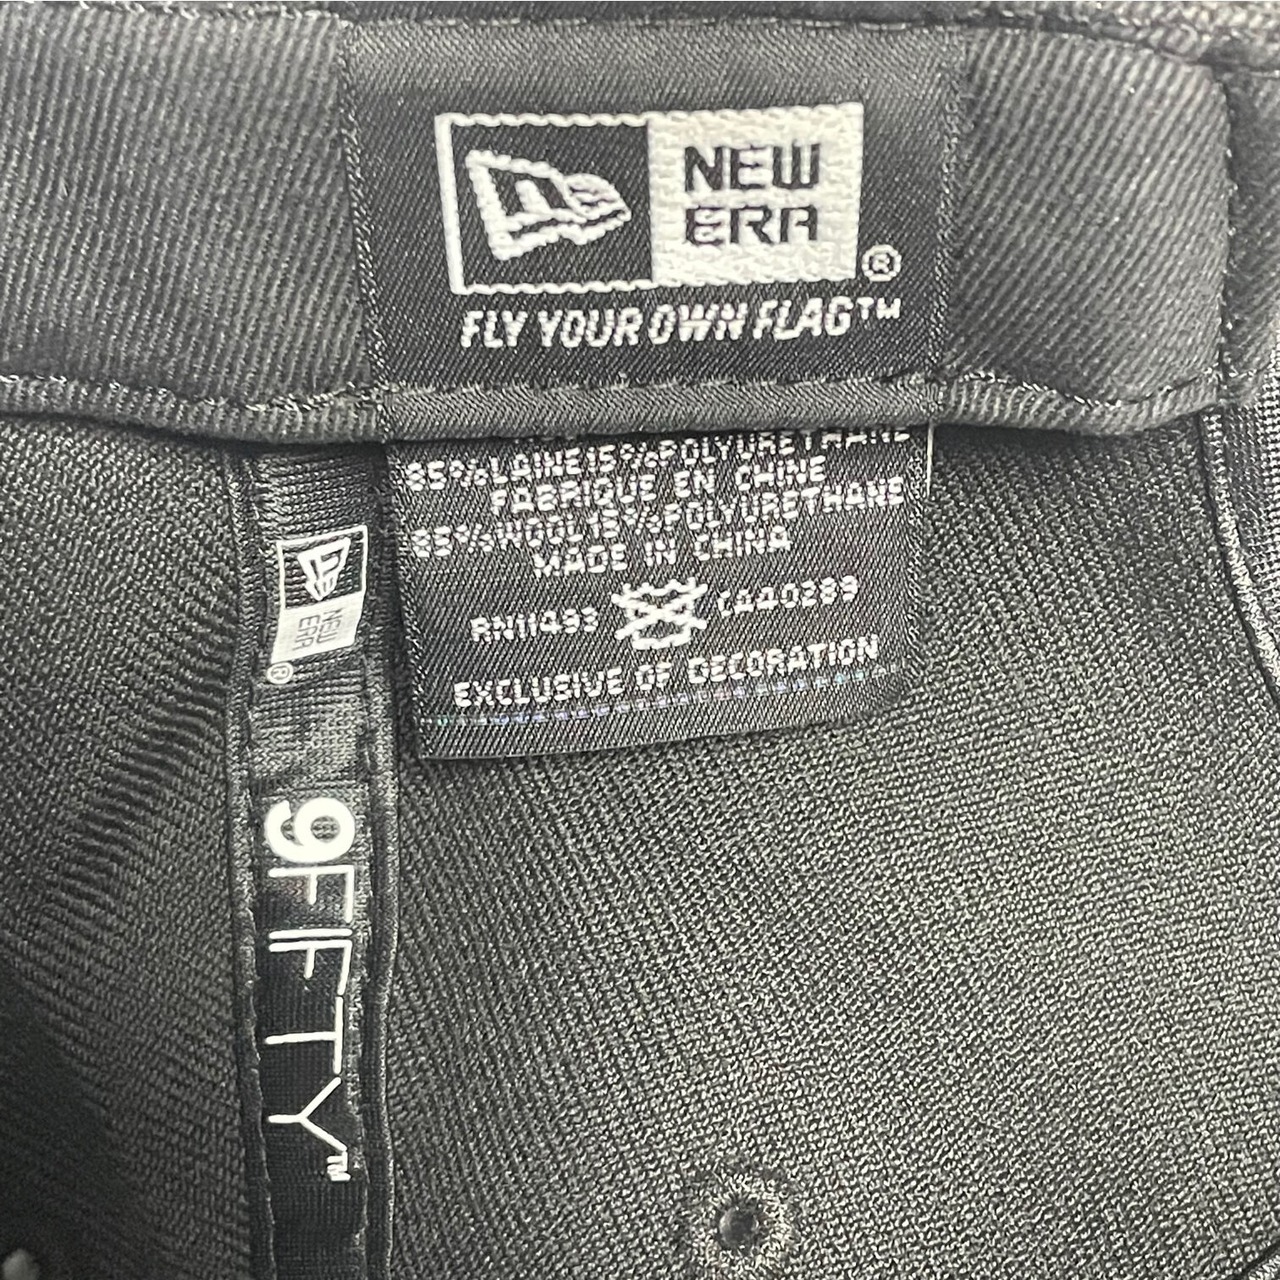 NEW
ERA
®
FLY YOUR OWN FLAG™
85%LAINE15%POLYURETHANE
FABRIQUE EN CHINE
85%WOOL15%POLYURETHANE
MADE IN CHINA
RN11493 CA40289
EXCLUSIVE OF DECORATION
NEW
ERA
®
9FIFTY™